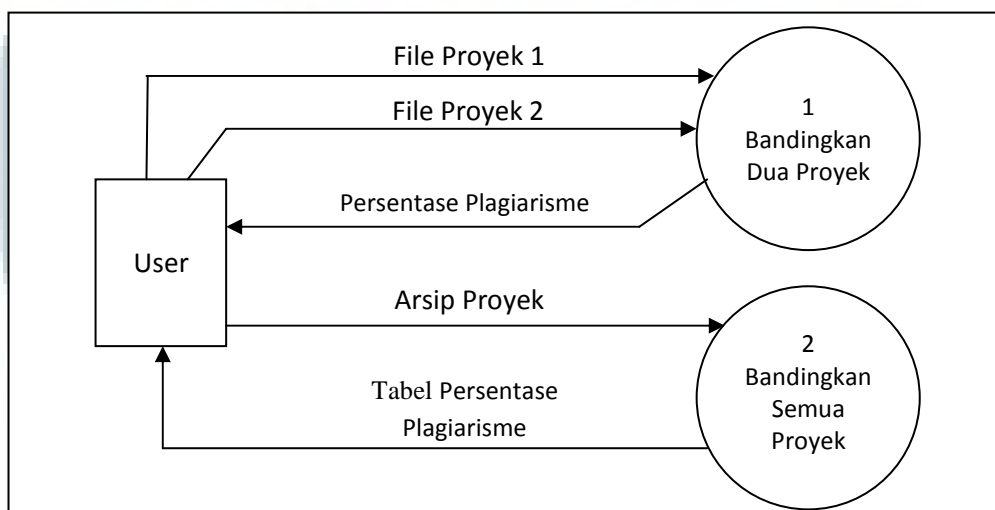 File Proyek 1
File Proyek 2
1
Bandingkan
Dua Proyek
Persentase Plagiarisme
User
Arsip Proyek
2
Bandingkan
Semua
Proyek
Tabel Persentase
Plagiarisme